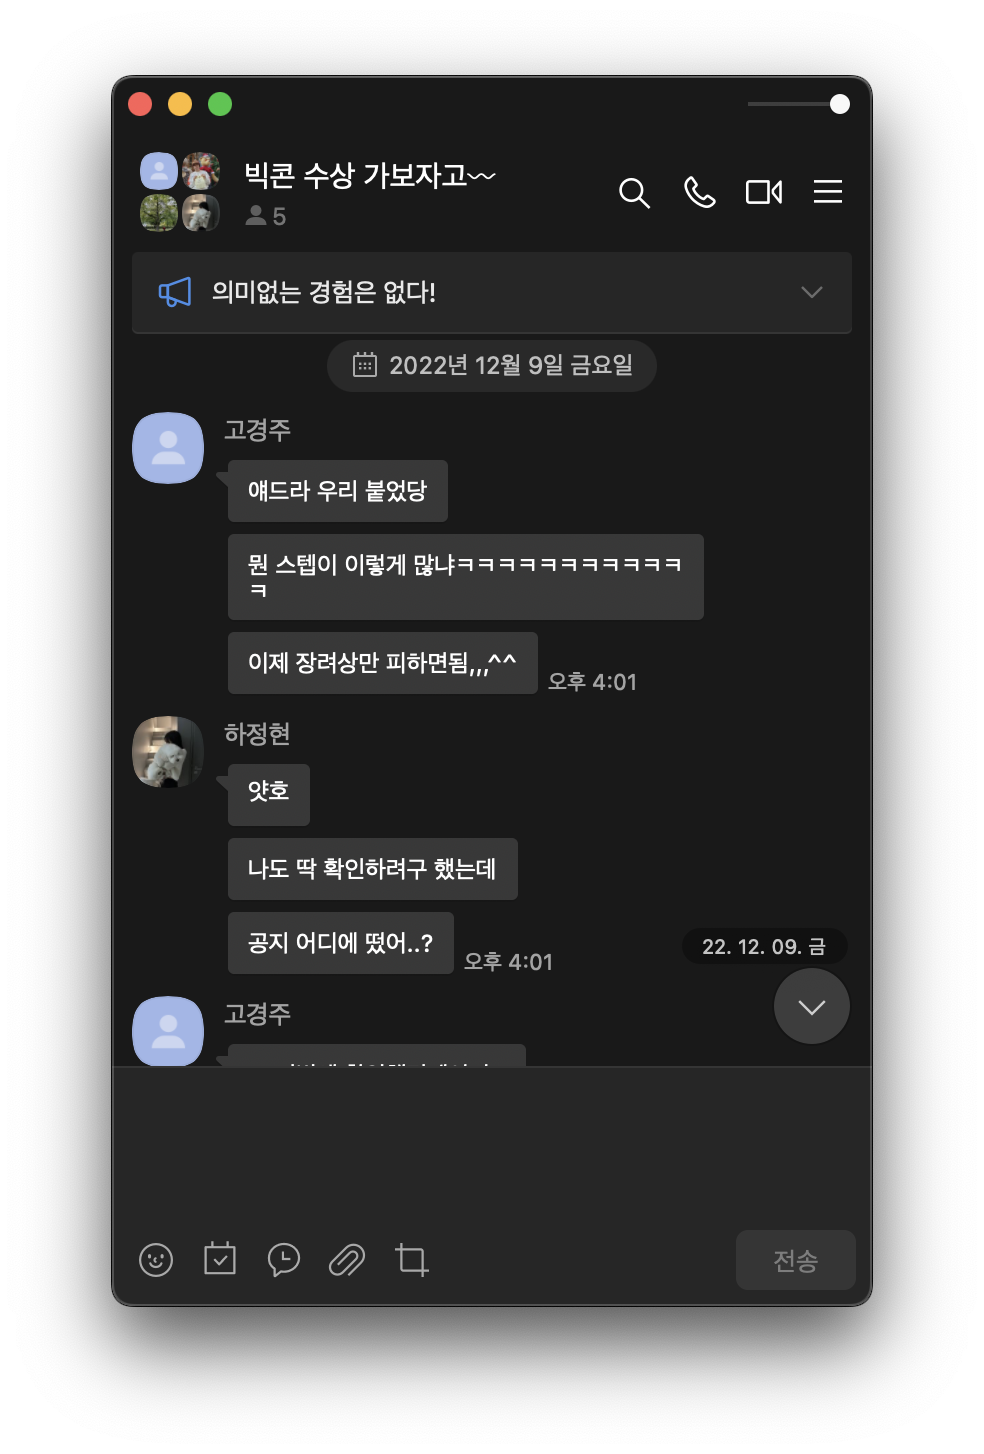 빅콘 수상 가보자고~
5
의미없는 경험은 없다!
2022년 12월 9일 금요일
고경주
얘드라 우리 붙었당
뭔 스텝이 이렇게 많냐ㅋㅋㅋㅋㅋㅋㅋㅋㅋㅋㅋ
ㅋ
이제 장려상만 피하면됨,,,^^
오후 4:01
하정현
얏호
나도 딱 확인하려구 했는데
공지 어디에 떴어..?
오후 4:01
22. 12. 09. 금
고경주
전송